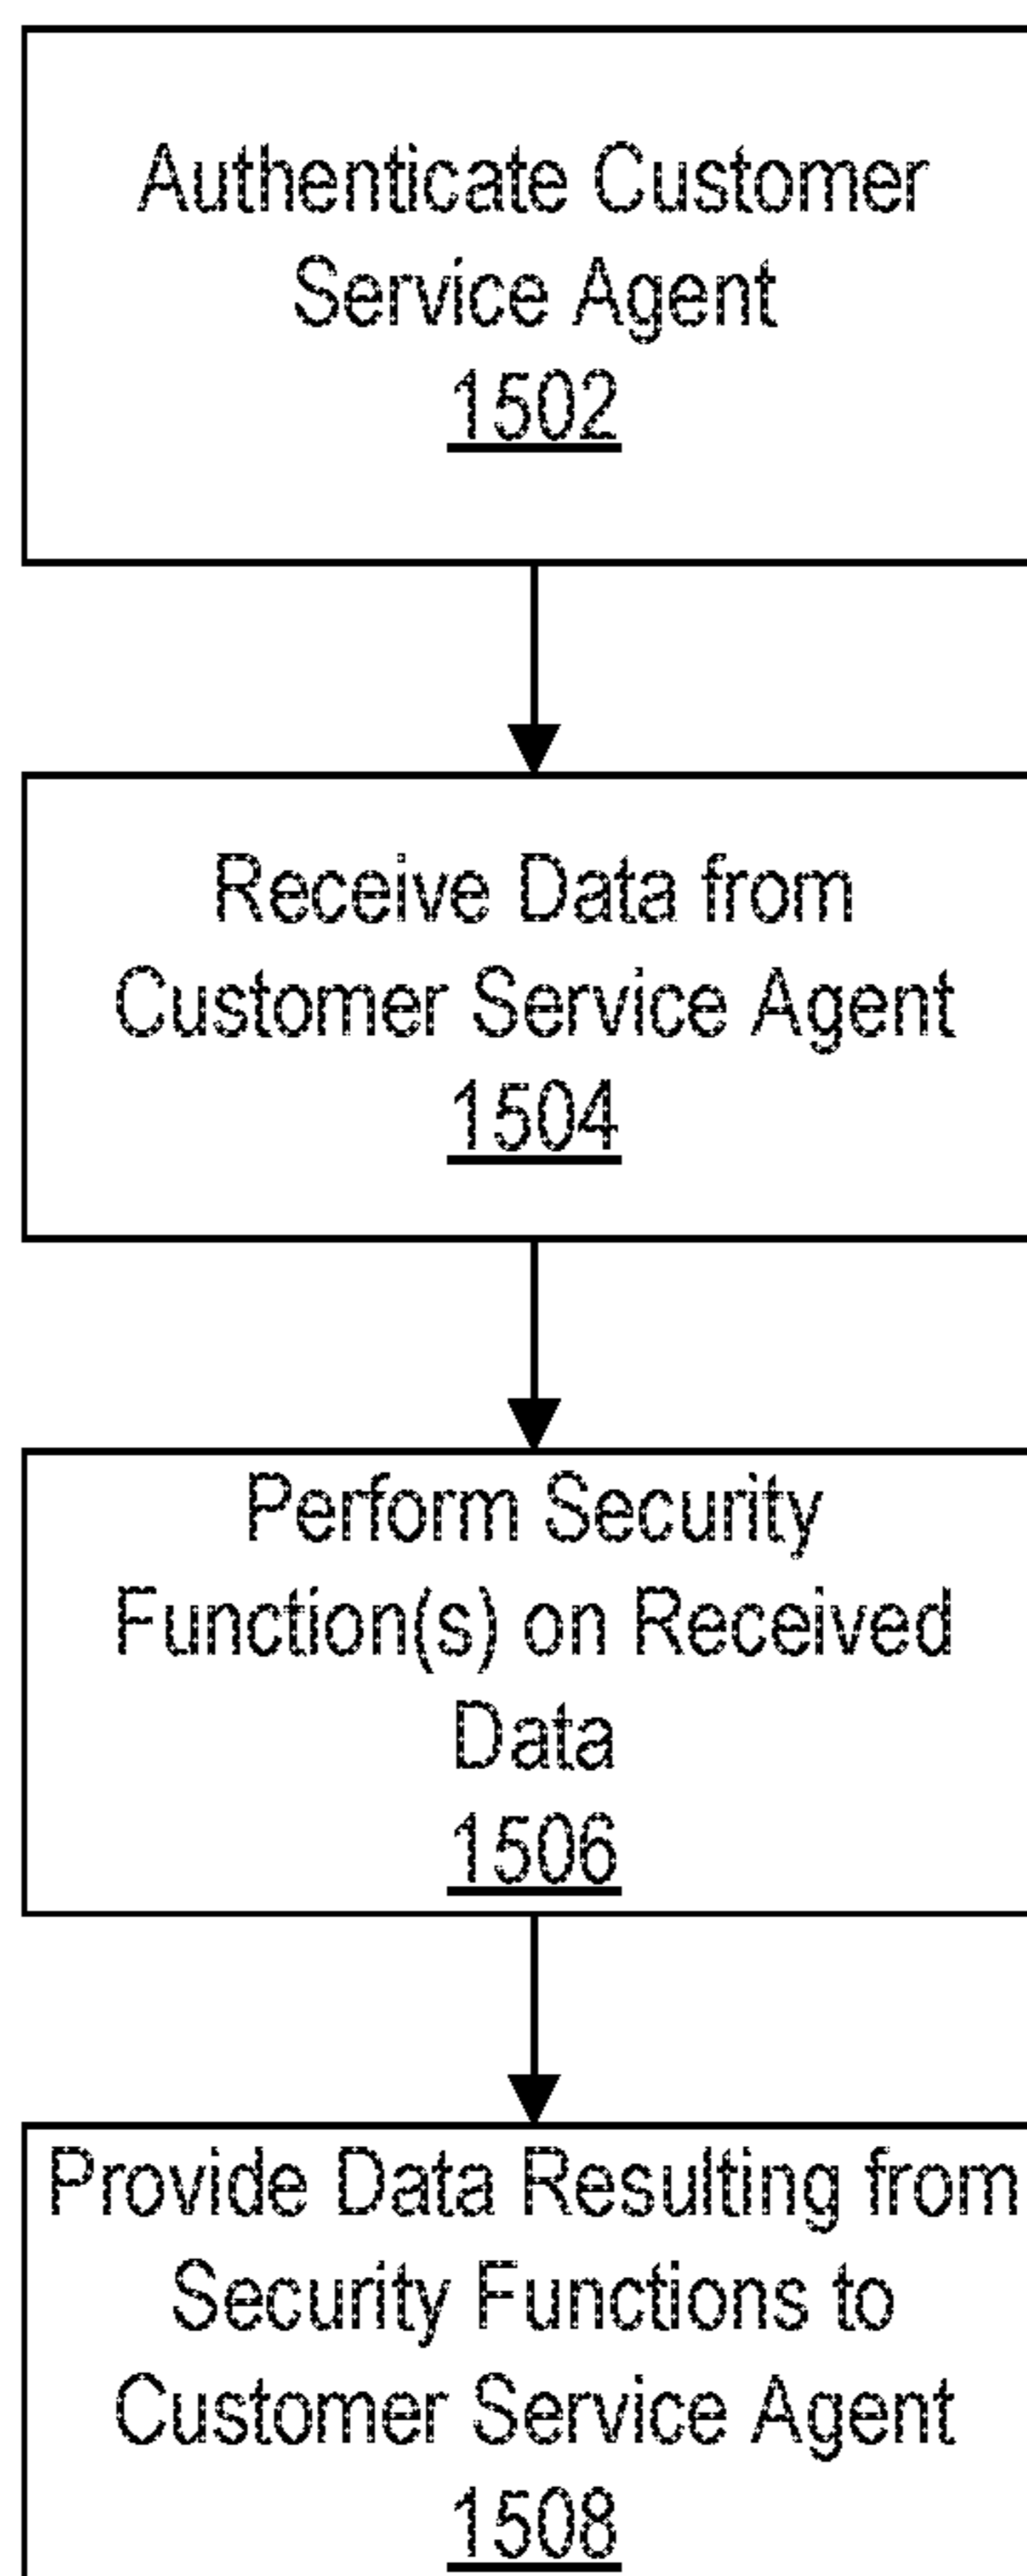 Authenticate Customer
Service Agent
1502
Receive Data from
Customer Service Agent
1504
Perform Security
Function(s) on Received
Data
1506
Provide Data Resulting from
Security Functions to
Customer Service Agent
1508